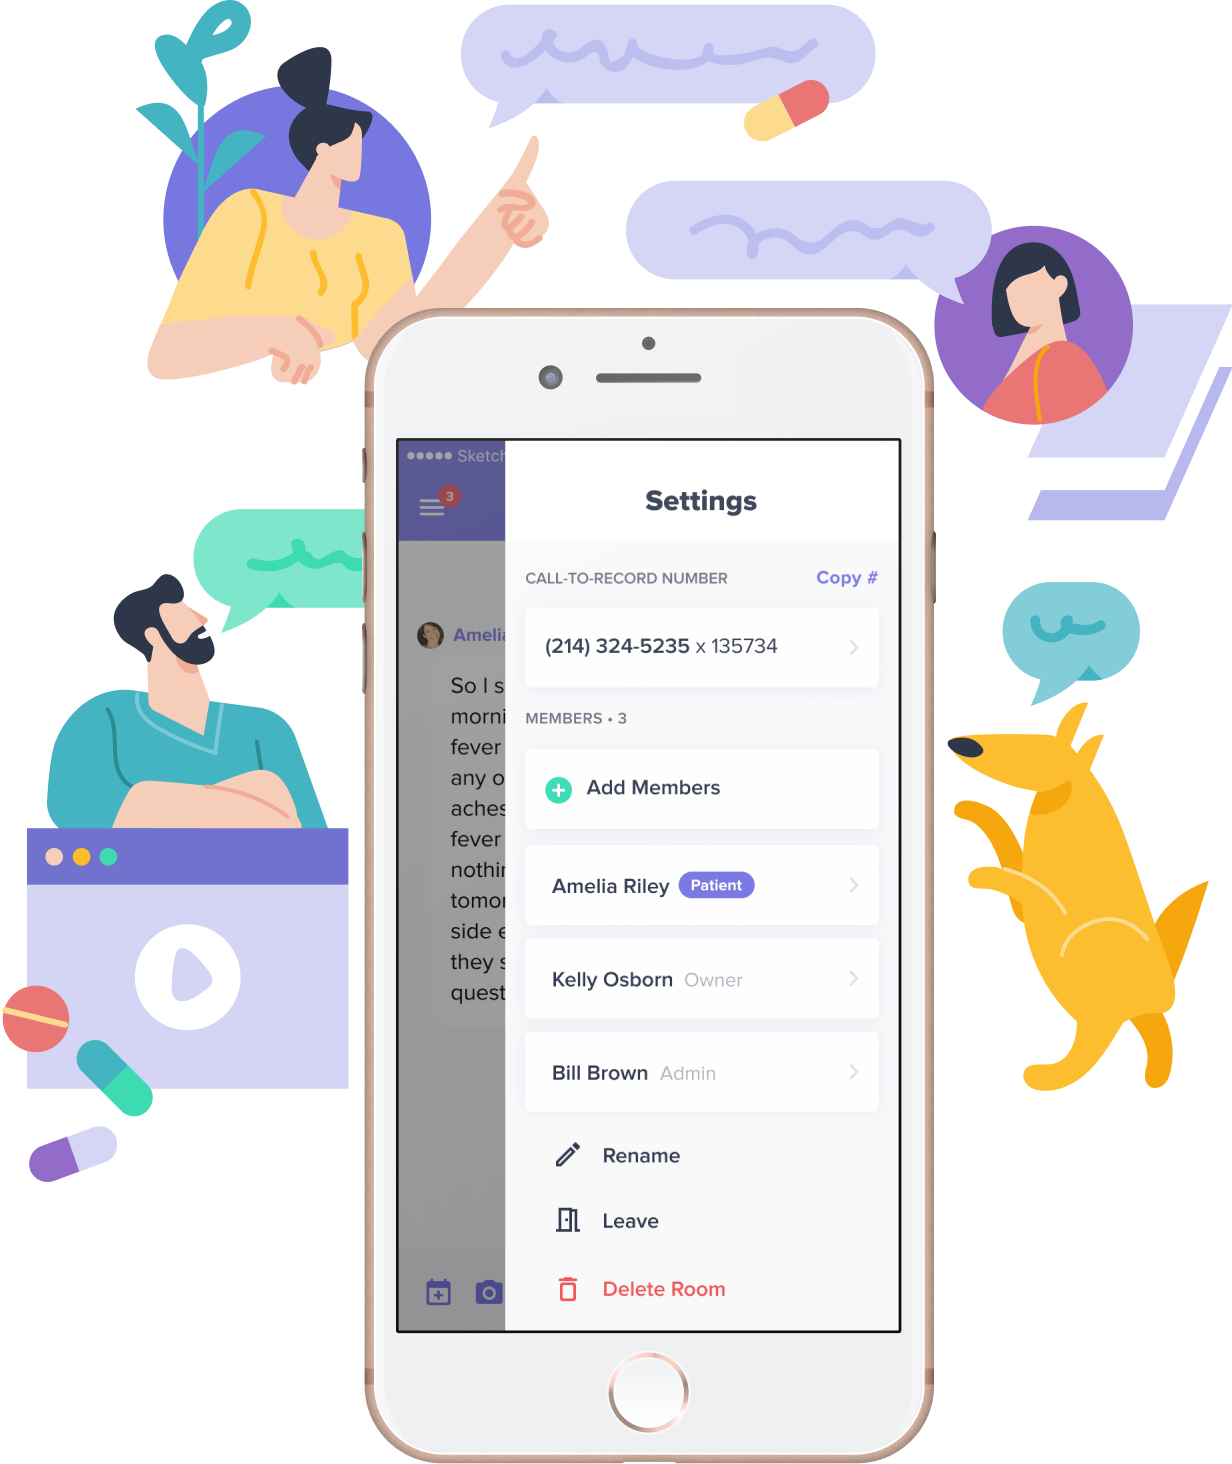 Sketch
3
Settings
CALL-TO-RECORD NUMBER Copy #
(214) 324-5235 x 135734
MEMBERS • 3
Add Members
Amelia Riley Patient
Kelly Osborn Owner
Bill Brown Admin
Rename
Leave
Delete Room
Amelia
So I s
morni
fever
any o
aches
fever
nothin
tomor
side e
they s
quest